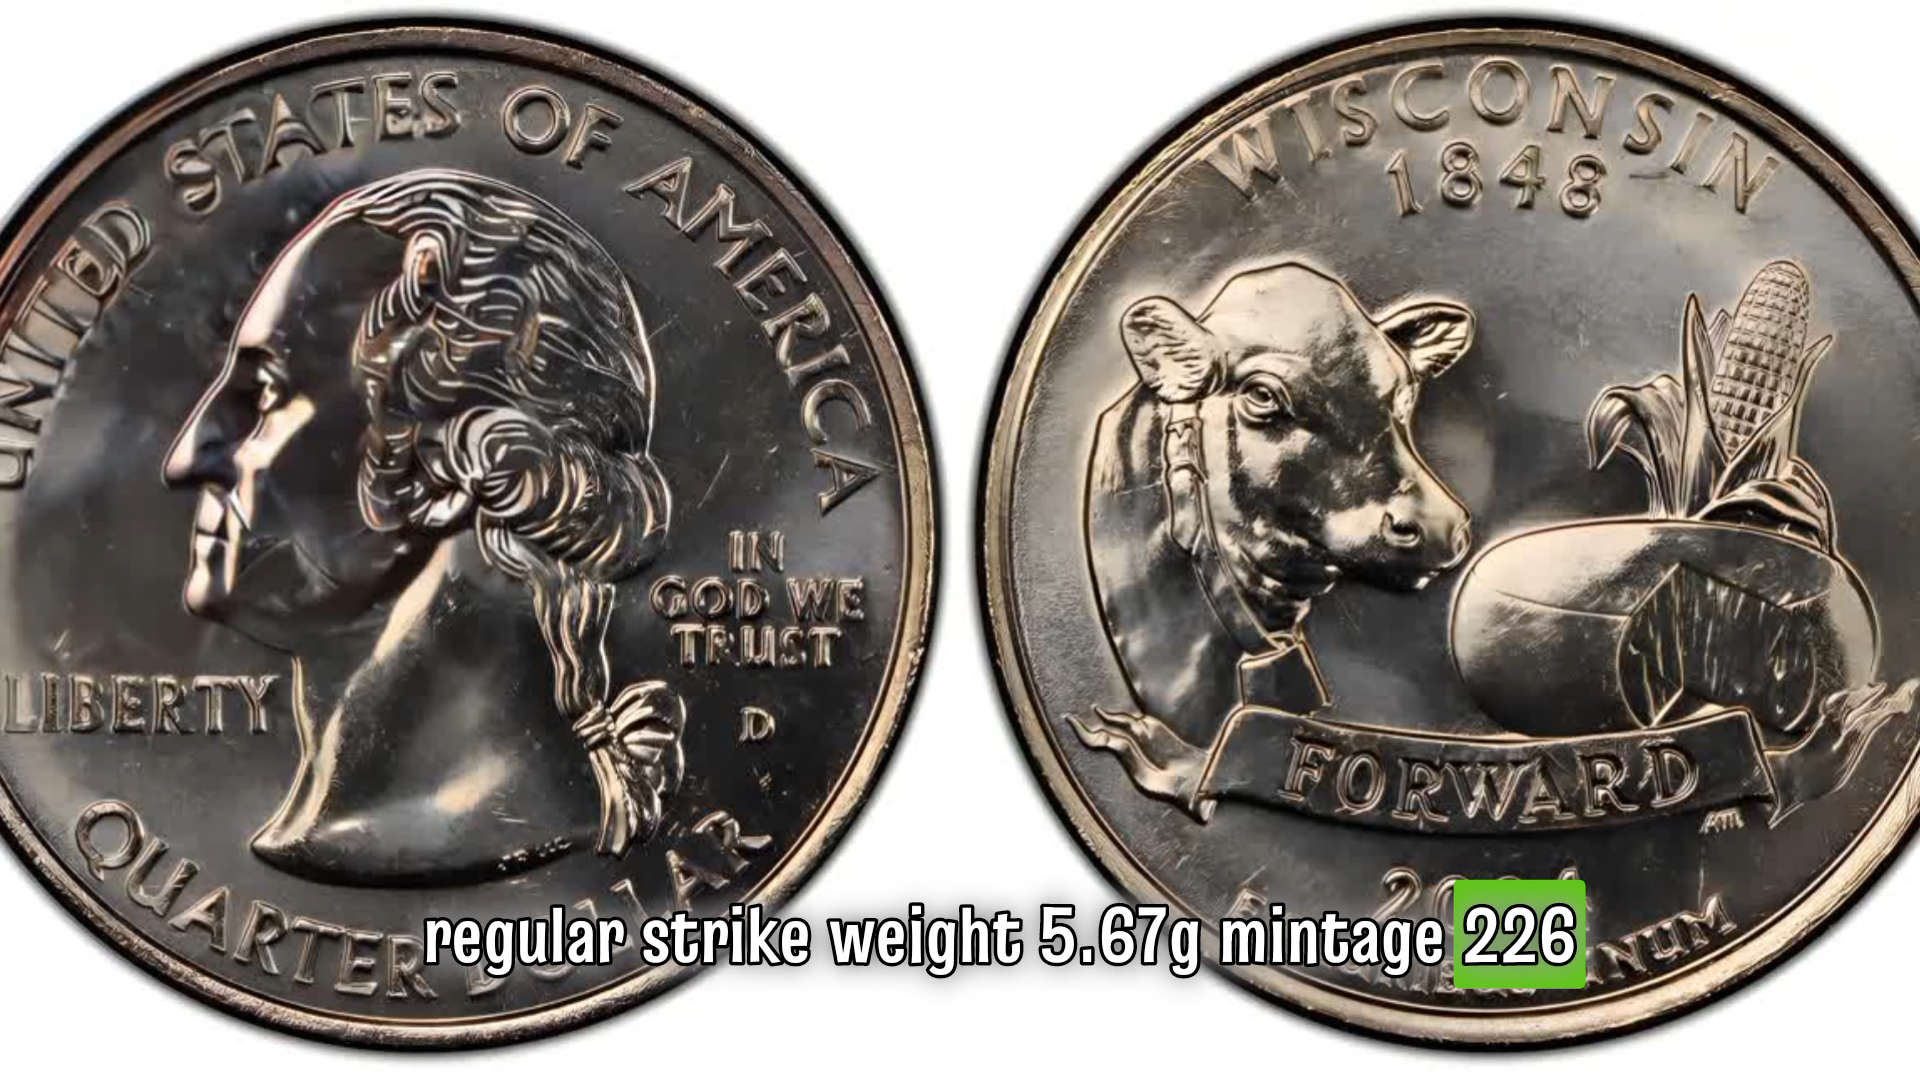 UNITED STATES OF AMERICA
IN
GOD WE
TRUST
LIBERTY
D
QUARTER DOLLAR
WISCONSIN
1848
FORWARD
regular strike weight 5.67g mintage 226